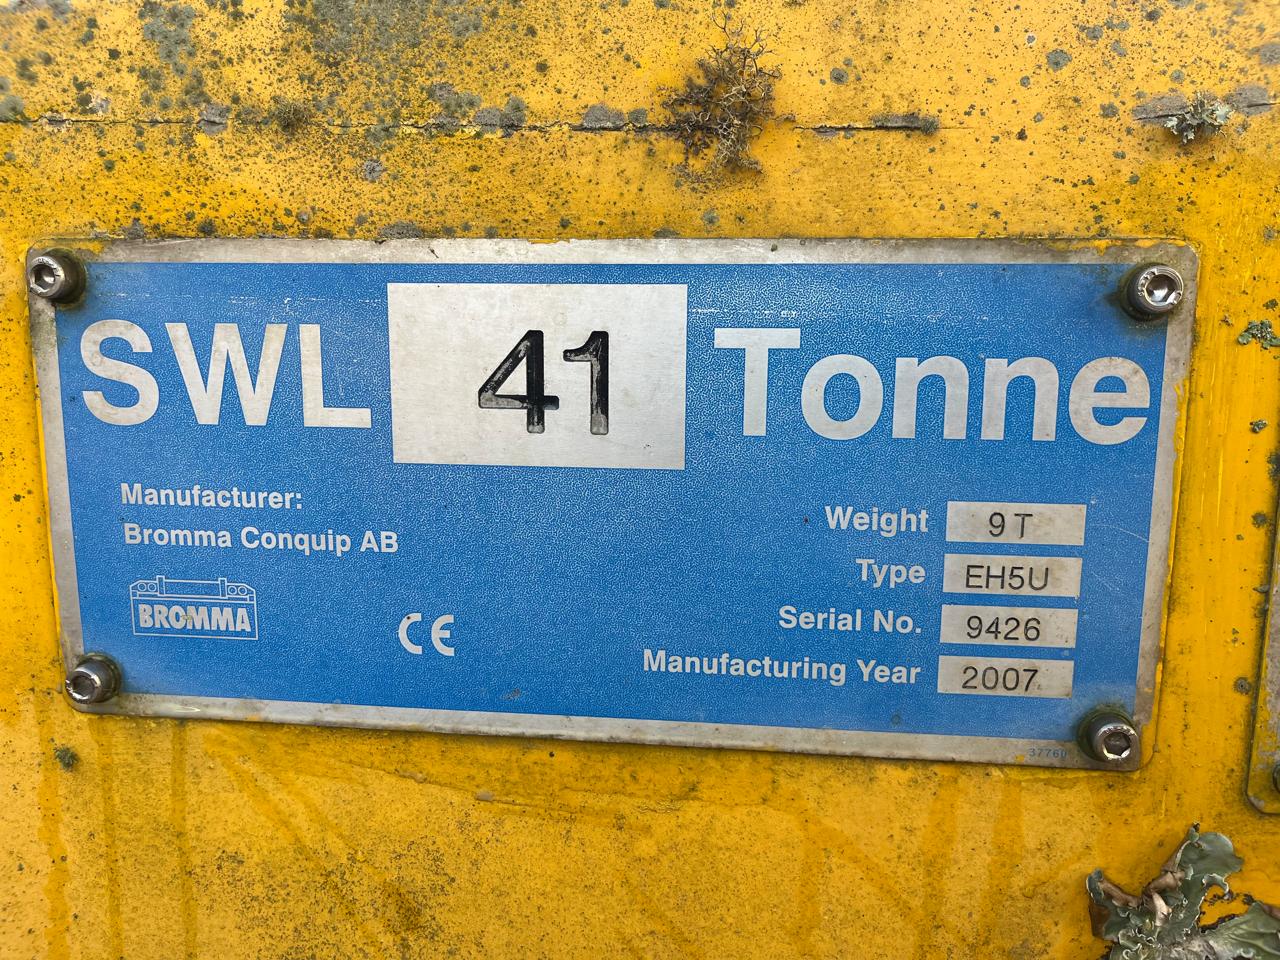 SWL 41 Tonne
Manufacturer:
Bromma Conquip AB
BROMMA
CE
Weight 9T
Type EH5U
Serial No. 9426
Manufacturing Year 2007
37760